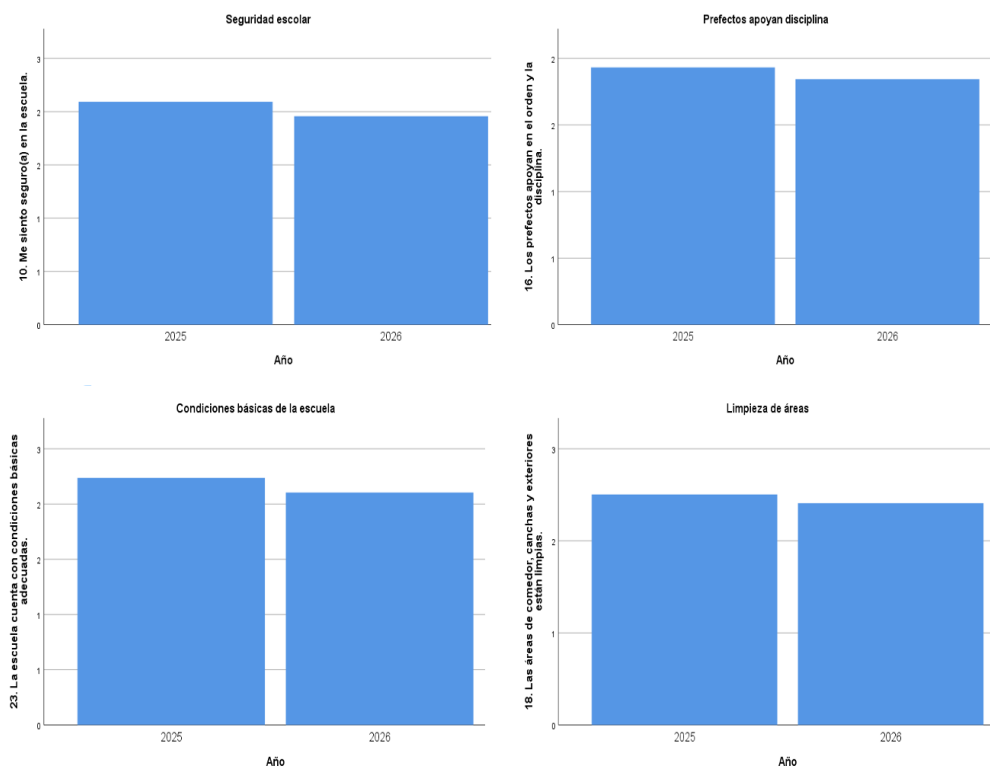 Seguridad escolar
10. Me siento seguro(a) en la escuela.
3
2
2
1
1
0
2025
2026
Año
Prefectos apoyan disciplina
16. Los prefectos apoyan en el orden y la
disciplina.
2
2
1
1
0
2025
2026
Año
Condiciones básicas de la escuela
23. La escuela cuenta con condiciones básicas
adecuadas.
3
2
2
1
1
0
2025
2026
Año
Limpieza de áreas
18. Las áreas de comedor, canchas y exteriores
están limpias.
3
2
1
0
2025
2026
Año